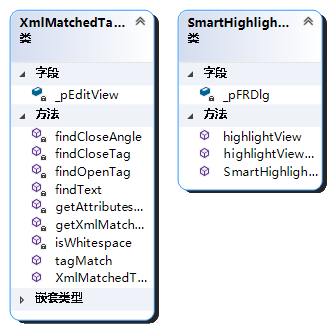 XmlMatchedTa...
类
字段
_pEditView
方法
findCloseAngle
findCloseTag
findOpenTag
findText
getAttributes...
getXmlMatch...
isWhitespace
tagMatch
XmlMatchedT...
嵌套类型
SmartHighligh...
类
字段
_pFRDlg
方法
highlightView
highlightView...
SmartHighligh...